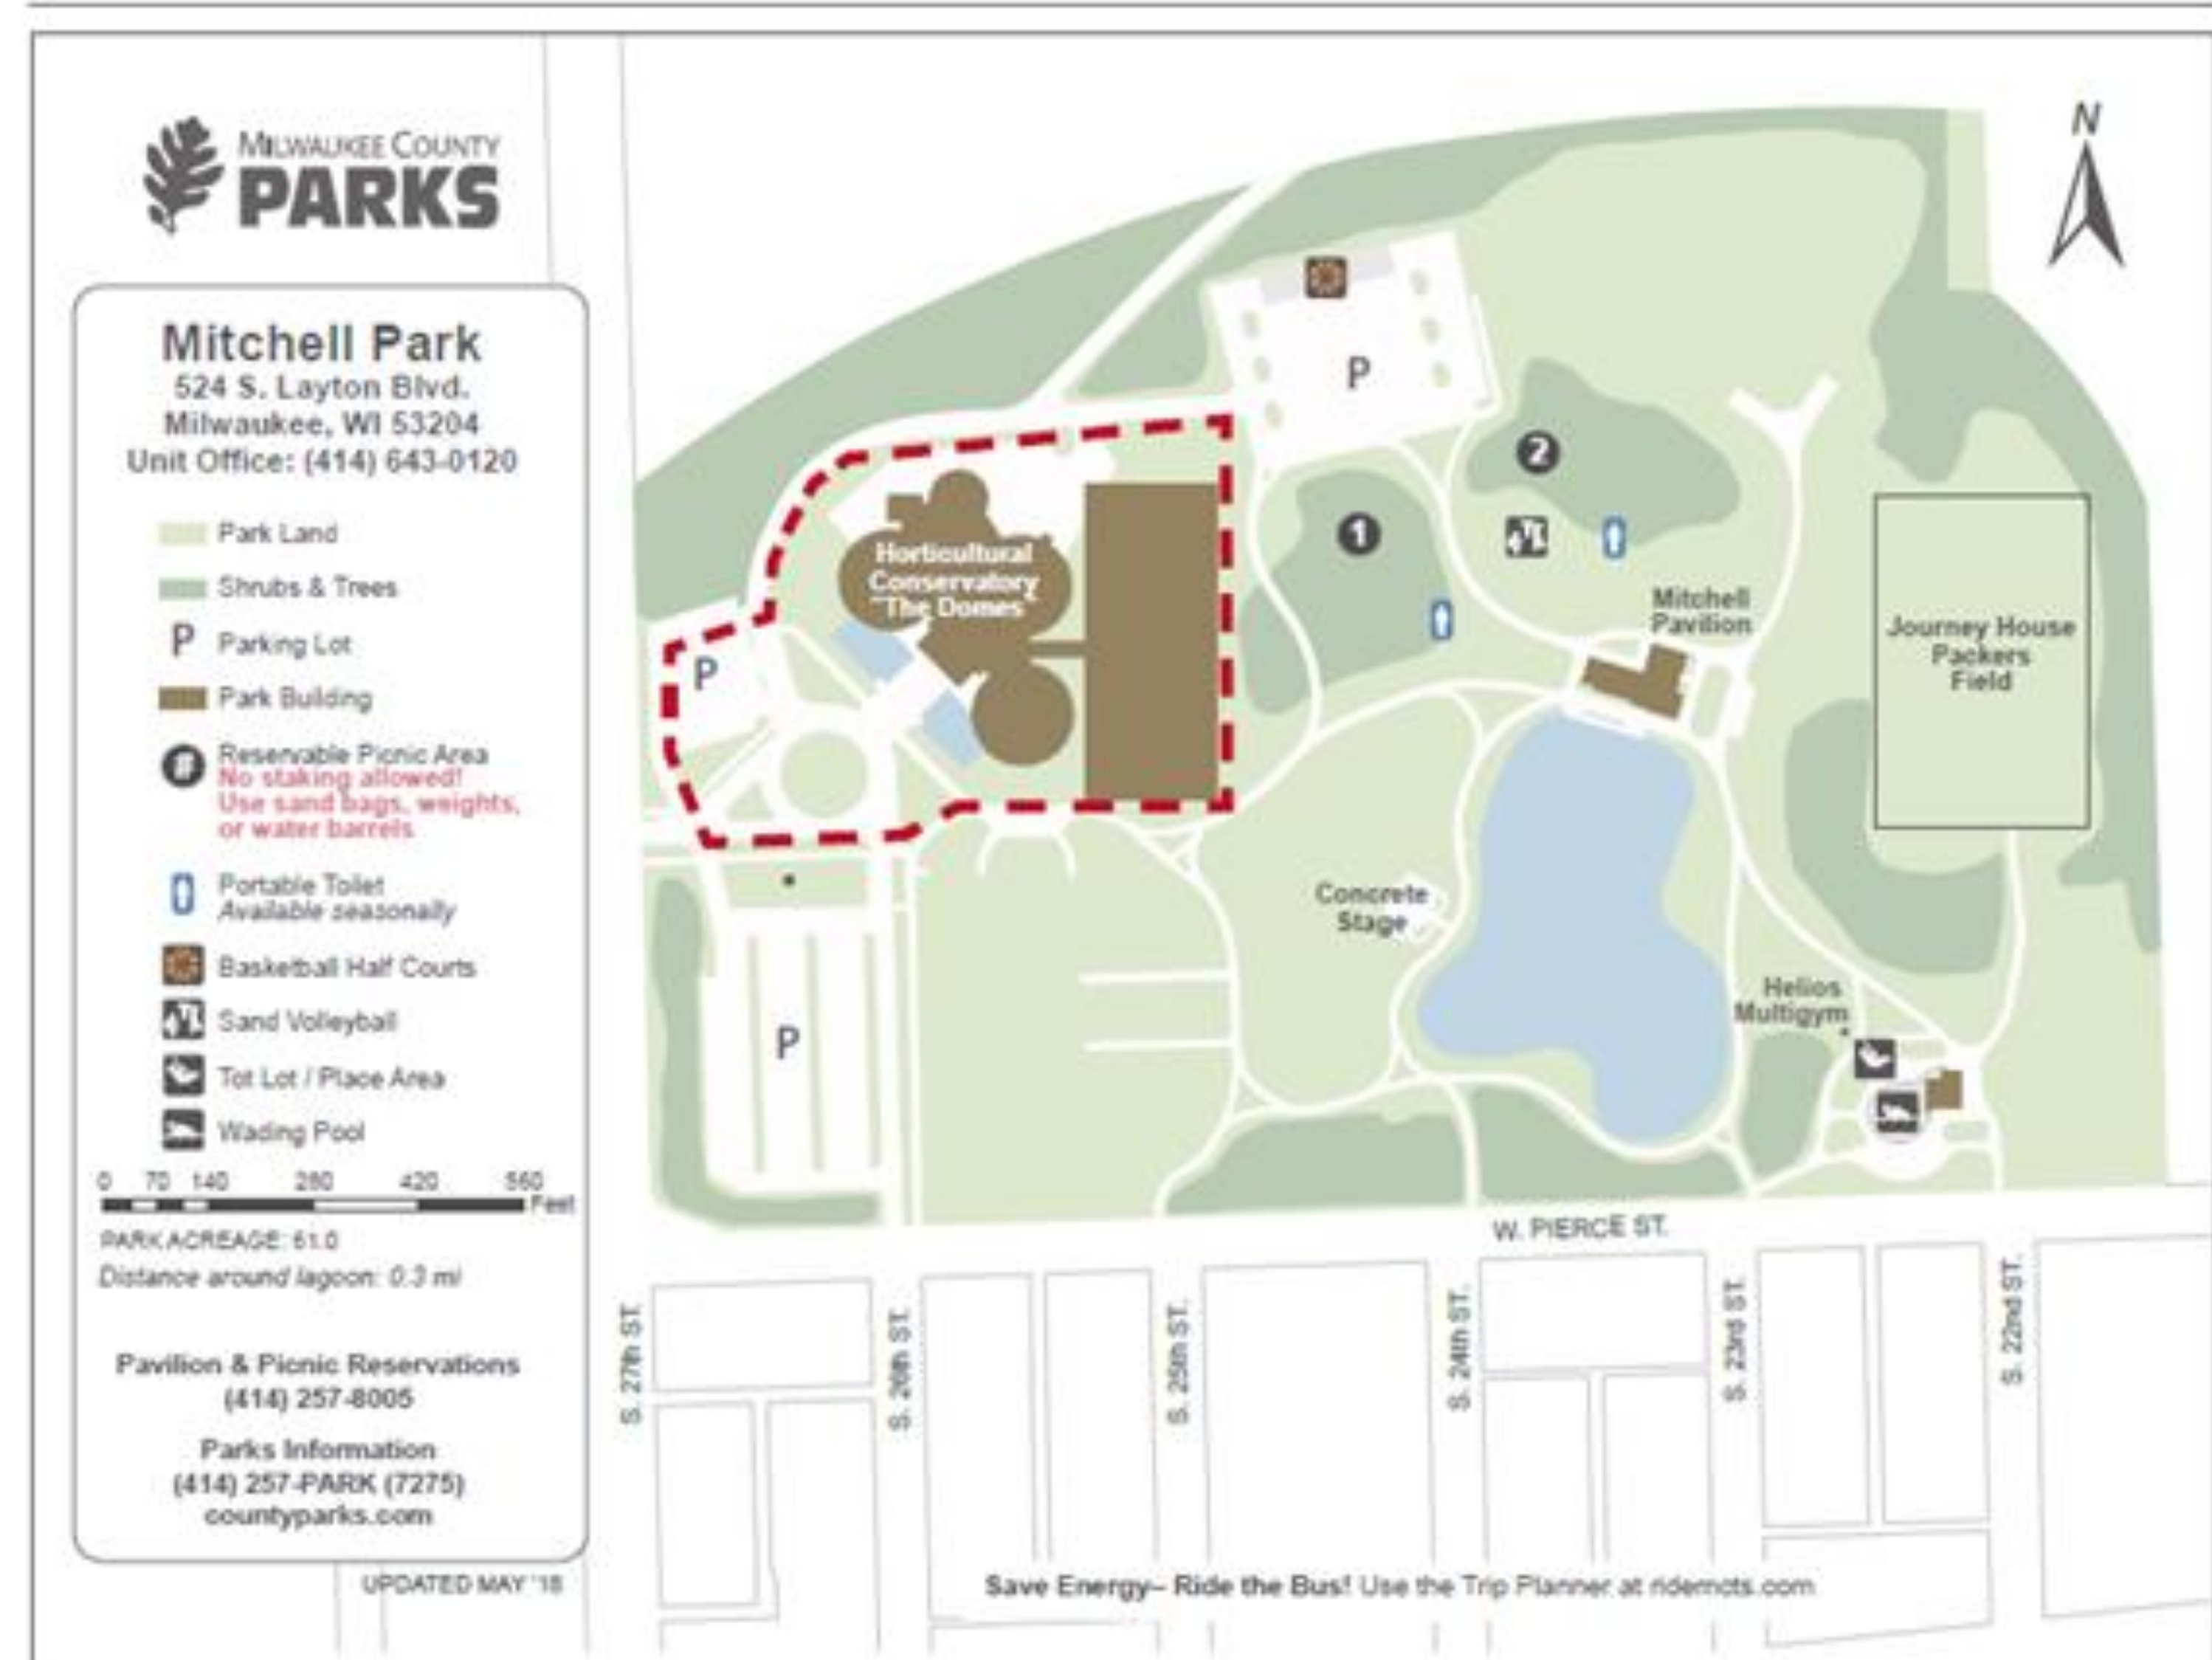 MILWAUKEE COUNTY
PARKS
Mitchell Park
524 S. Layton Blvd.
Milwaukee, WI 53204
Unit Office: (414) 643-0120
Park Land
Shrubs & Trees
P Parking Lot
Park Building
# Reservable Picnic Area
No staking allowed!
Use sand bags, weights,
or water barrels
Portable Toilet
Available seasonally
Basketball Half Courts
Sand Volleyball
Tot Lot / Place Area
Wading Pool
0 70 140 280 420 560
Feet
PARK ACREAGE: 61.0
Distance around lagoon: 0.3 mi
Pavilion & Picnic Reservations
(414) 257-8005
Parks Information
(414) 257-PARK (7275)
countyparks.com
UPDATED MAY '18
N
P
2
1
Horticultural
Conservatory
"The Domes"
P
Mitchell
Pavilion
Journey House
Packers
Field
Concrete
Stage
Helios
Multigym
P
W. PIERCE ST.
S. 27th ST.
S. 26th ST.
S. 25th ST.
S. 24th ST.
S. 23rd ST.
S. 22nd ST.
Save Energy– Ride the Bus! Use the Trip Planner at ridemcts.com